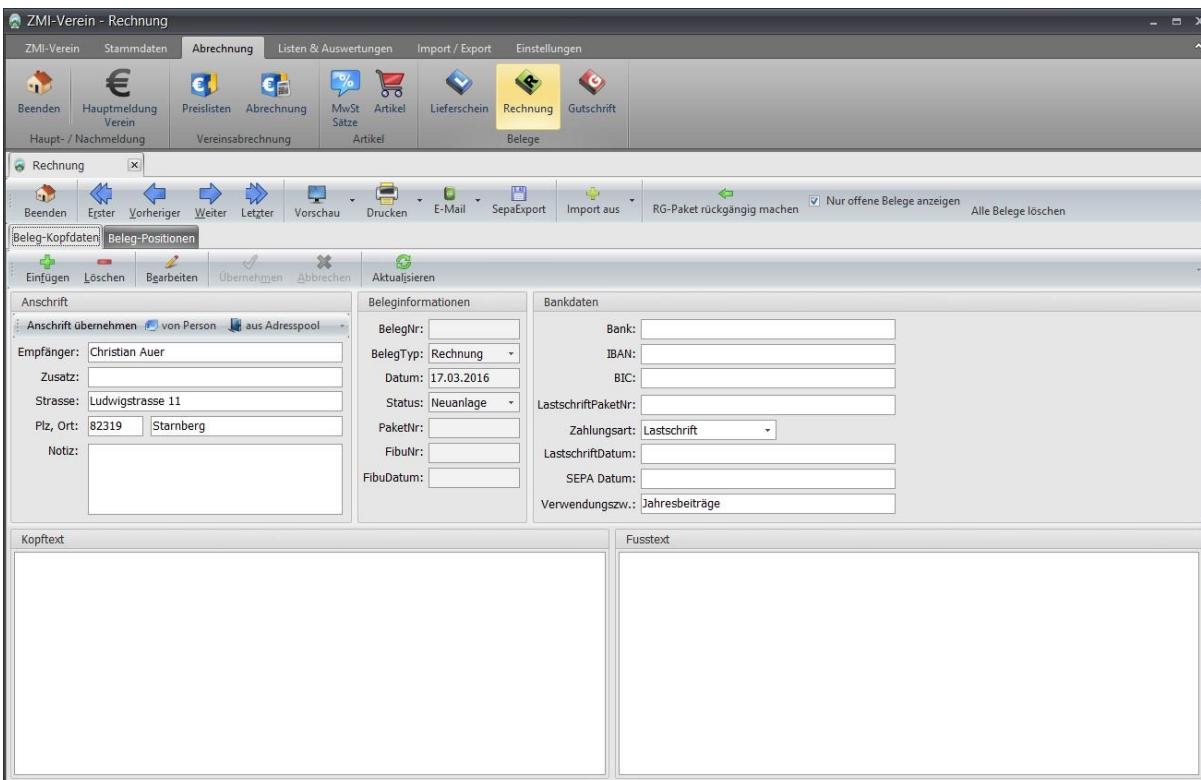 ZMI-Verein - Rechnung
ZMI-Verein Stammdaten Abrechnung Listen & Auswertungen Import / Export Einstellungen
Beenden Hauptmeldung Verein Preislisten Abrechnung MwSt Sätze Artikel Lieferschein Rechnung Gutschrift
Haupt- / Nachmeldung Vereinsabrechnung Artikel Belege
Rechnung
Beenden Erster Vorheriger Weiter Letzter Vorschau Drucken E-Mail SepaExport Import aus RG-Paket rückgängig machen Nur offene Belege anzeigen Alle Belege löschen
Beleg-Kopfdaten Beleg-Positionen
Einfügen Löschen Bearbeiten Übernehmen Abbrechen Aktualisieren
Anschrift
Anschrift übernehmen von Person aus Adresspool
Empfänger: Christian Auer
Zusatz:
Strasse: Ludwigstrasse 11
Plz, Ort: 82319 Starnberg
Notiz:
Beleginformationen
BelegNr:
BelegTyp: Rechnung
Datum: 17.03.2016
Status: Neuanlage
PaketNr:
FibuNr:
FibuDatum:
Bankdaten
Bank:
IBAN:
BIC:
LastschriftPaketNr:
Zahlungsart: Lastschrift
LastschriftDatum:
SEPA Datum:
Verwendungszw.: Jahresbeiträge
Kopftext
Fusstext